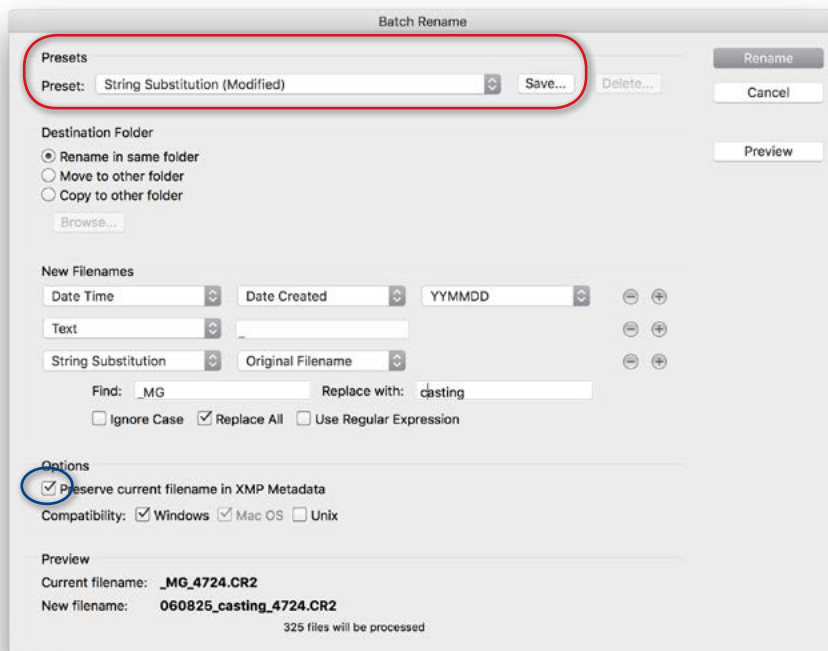 Batch Rename
Presets
Preset: String Substitution (Modified) Save... Delete...
Rename
Cancel
Preview
Destination Folder
Rename in same folder
Move to other folder
Copy to other folder
Browse...
New Filenames
Date Time Date Created YYMMDD
Text _
String Substitution Original Filename
Find: _MG Replace with: casting
Ignore Case Replace All Use Regular Expression
Options
Preserve current filename in XMP Metadata
Compatibility: Windows Mac OS Unix
Preview
Current filename: _MG_4724.CR2
New filename: 060825_casting_4724.CR2
325 files will be processed